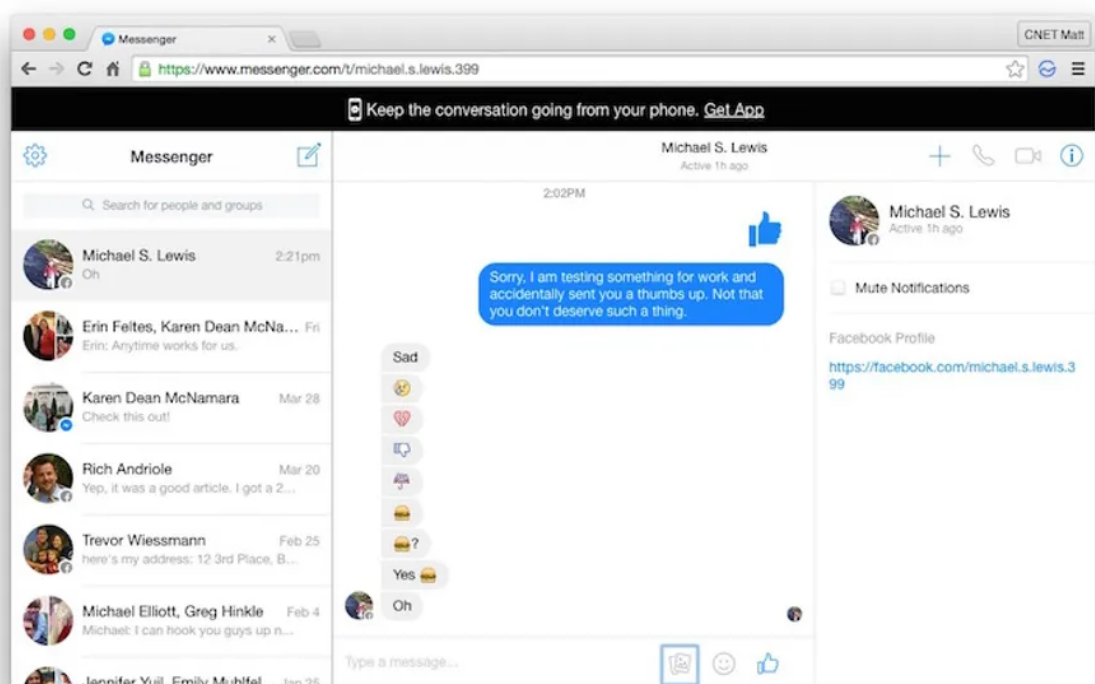 Messenger
CNET Matt
https://www.messenger.com/t/michael.s.lewis.399
Keep the conversation going from your phone. Get App
Messenger
Search for people and groups
Michael S. Lewis 2:21pm
Oh
Erin Feltes, Karen Dean McNa... Fri
Erin: Anytime works for us.
Karen Dean McNamara Mar 28
Check this out!
Rich Andriole Mar 20
Yep, it was a good article. I got a 2...
Trevor Wiessmann Feb 25
here's my address: 12 3rd Place, B...
Michael Elliott, Greg Hinkle Feb 4
Michael: I can hook you guys up n...
Jennifer Yuil, Emily Jan 25
Michael S. Lewis
Active 1h ago
2:02PM
Sorry, I am testing something for work and
accidentally sent you a thumbs up. Not that
you don't deserve such a thing.
Sad
😢
💔
👎
☔
🍔
🍔?
Yes 🍔
Oh
Type a message...
Michael S. Lewis
Active 1h ago
Mute Notifications
Facebook Profile
https://facebook.com/michael.s.lewis.3
99